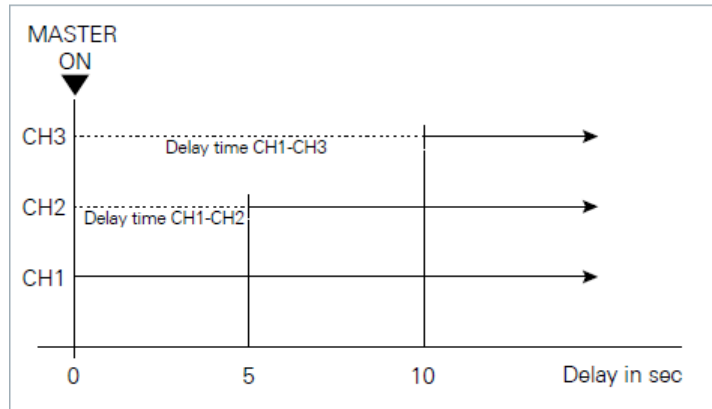 MASTER
ON
CH3
Delay time CH1-CH3
CH2
Delay time CH1-CH2
CH1
0 5 10 Delay in sec